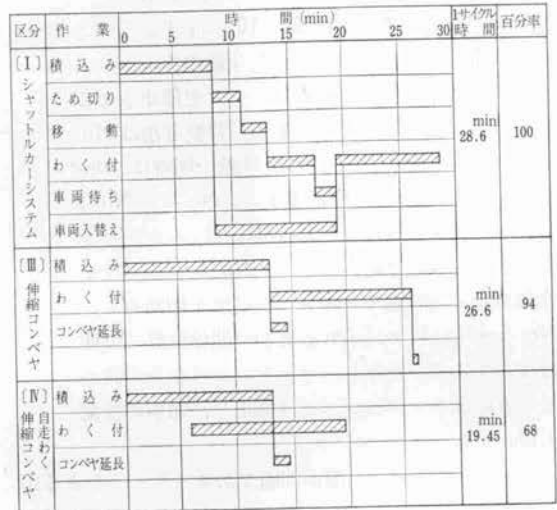 区分 作業 時間(min) 1サイクル時間 百分率
0 5 10 15 20 25 30
〔Ⅰ〕シャットルカーシステム
積込み
ため切り
移動
わく付
車両待ち
車両入替え
min
28.6
100
〔Ⅲ〕伸縮コンベヤ
積込み
わく付
コンベヤ延長
min
26.6
94
〔Ⅳ〕自走わく伸縮コンベヤ
積込み
わく付
コンベヤ延長
min
19.45
68